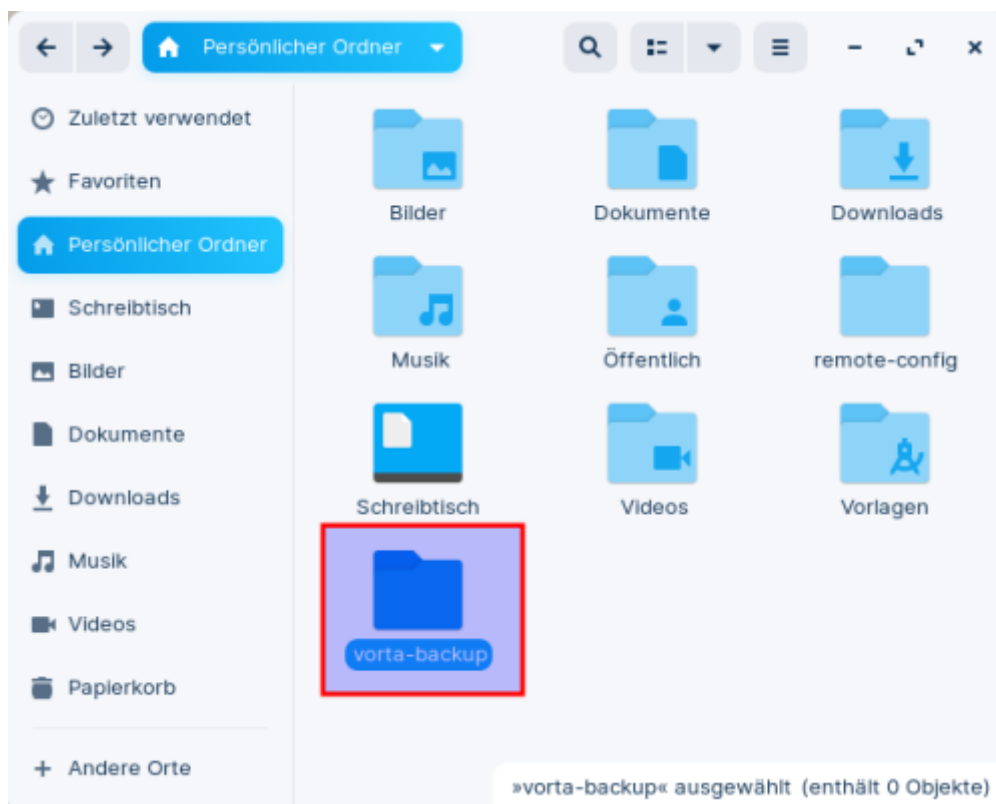 Persönlicher Ordner
Zuletzt verwendet
Favoriten
Persönlicher Ordner
Schreibtisch
Bilder
Dokumente
Downloads
Musik
Videos
Papierkorb
Andere Orte
Bilder
Dokumente
Downloads
Musik
Öffentlich
remote-config
Schreibtisch
Videos
Vorlagen
vorta-backup
»vorta-backup« ausgewählt (enthält 0 Objekte)